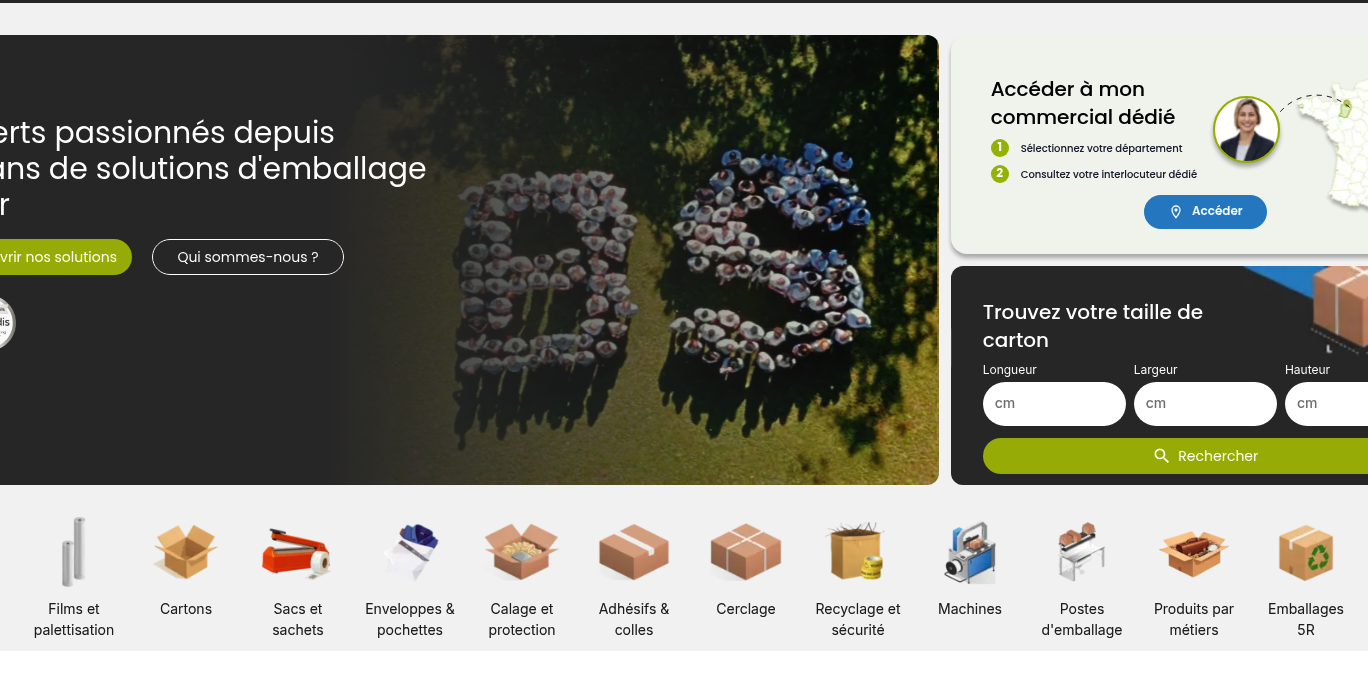 erts passionnés depuis
ans de solutions d'emballage
r
vrir nos solutions
Qui sommes-nous ?
dis
Accéder à mon
commercial dédié
1 Sélectionnez votre département
2 Consultez votre interlocuteur dédié
Accéder
Trouvez votre taille de
carton
Longueur
Largeur
Hauteur
cm
cm
cm
Rechercher
Films et
palettisation
Cartons
Sacs et
sachets
Enveloppes &
pochettes
Calage et
protection
Adhésifs &
colles
Cerclage
Recyclage et
sécurité
Machines
Postes
d'emballage
Produits par
métiers
Emballages
5R